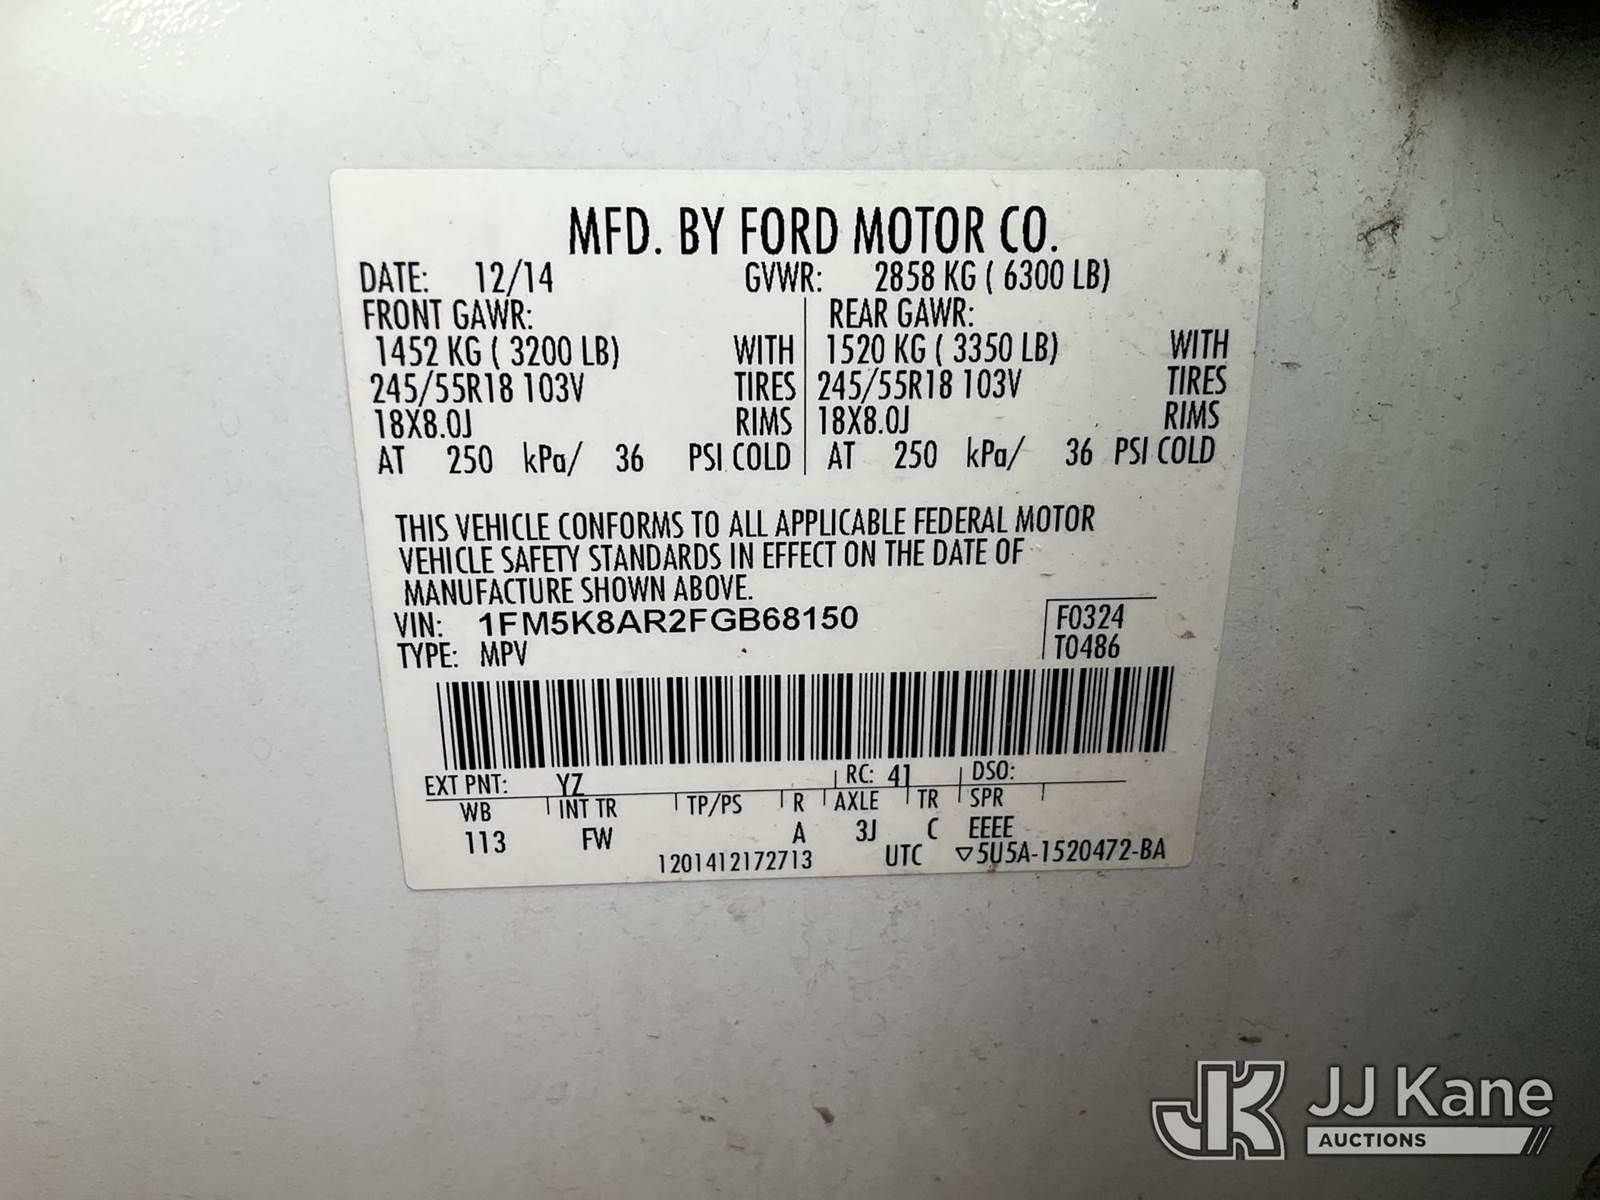 MFD. BY FORD MOTOR CO.
DATE: 12/14 GVWR: 2858 KG ( 6300 LB)
FRONT GAWR: REAR GAWR:
1452 KG ( 3200 LB) WITH 1520 KG ( 3350 LB) WITH
245/55R18 103V TIRES 245/55R18 103V TIRES
18X8.0J RIMS 18X8.0J RIMS
AT 250 kPa/ 36 PSI COLD AT 250 kPa/ 36 PSI COLD
THIS VEHICLE CONFORMS TO ALL APPLICABLE FEDERAL MOTOR
VEHICLE SAFETY STANDARDS IN EFFECT ON THE DATE OF
MANUFACTURE SHOWN ABOVE.
VIN: 1FM5K8AR2FGB68150 F0324
TYPE: MPV T0486
EXT PNT: YZ RC: 41 DSO:
WB INT TR TP/PS R AXLE TR SPR
113 FW A 3J C EEEE
1201412172713 UTC ▽5U5A-1520472-BA
JK JJ Kane
AUCTIONS